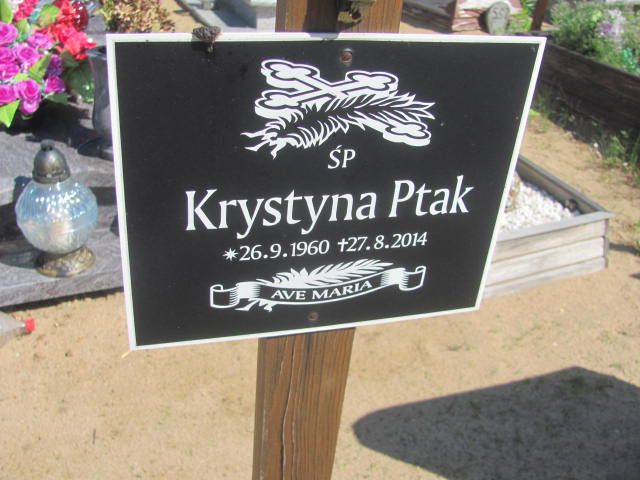 ŚP
Krystyna Ptak
*26.9.1960 †27.8.2014
AVE MARIA